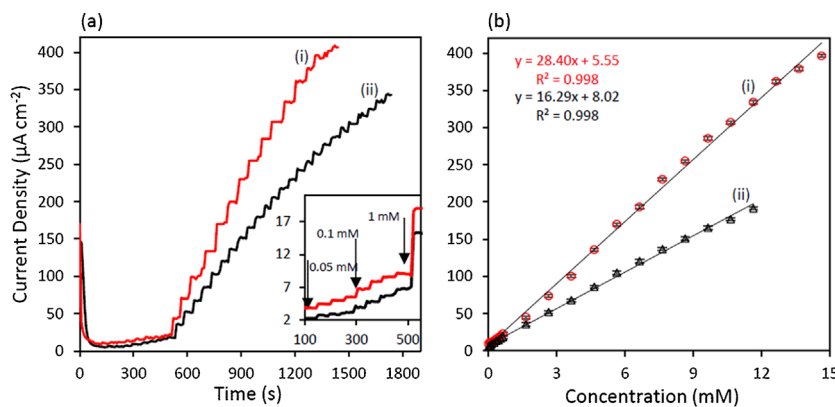 (a)
Current Density (µA cm⁻²)
400
350
300
250
200
150
100
50
0
0
300
600
900
1200
1500
1800
Time (s)
(i)
(ii)
17
12
7
2
100
300
500
0.05 mM
0.1 mM
1 mM
(b)
400
350
300
250
200
150
100
50
0
0
3
6
9
12
15
Concentration (mM)
y = 28.40x + 5.55
R² = 0.998
y = 16.29x + 8.02
R² = 0.998
(i)
(ii)